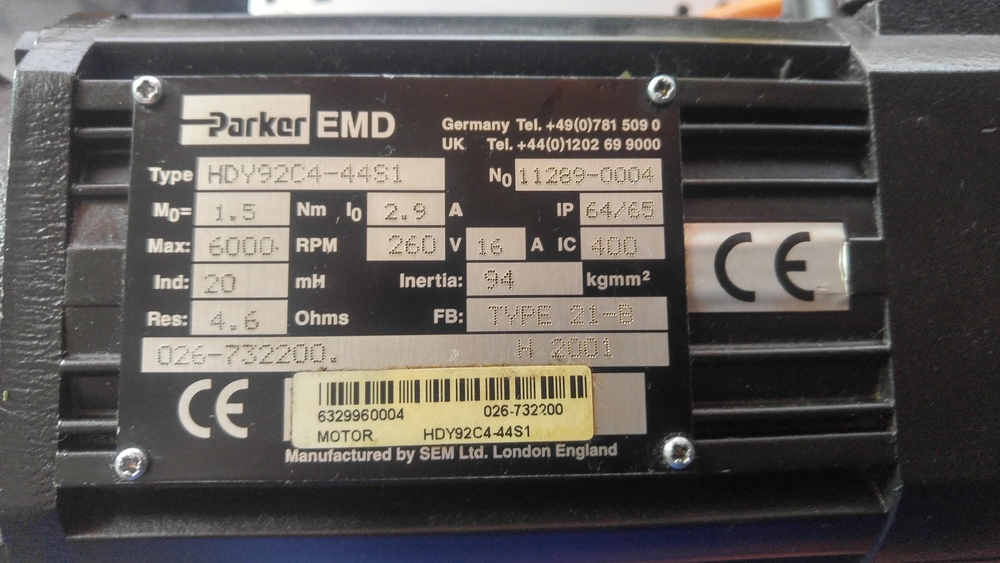 Parker EMD
Germany Tel. +49(0)781 509 0
UK Tel. +44(0)1202 69 9000
Type HDY92C4-44S1 No 11289-0004
M0= 1.5 Nm I0 2.9 A IP 64/65
Max: 6000 RPM 260 V 16 A IC 400
Ind: 20 mH Inertia: 94 kgmm²
Res: 4.6 Ohms FB: TYPE 21-B
026-732200. H 2001
CE
CE
6329960004 026-732200
MOTOR HDY92C4-44S1
Manufactured by SEM Ltd. London England